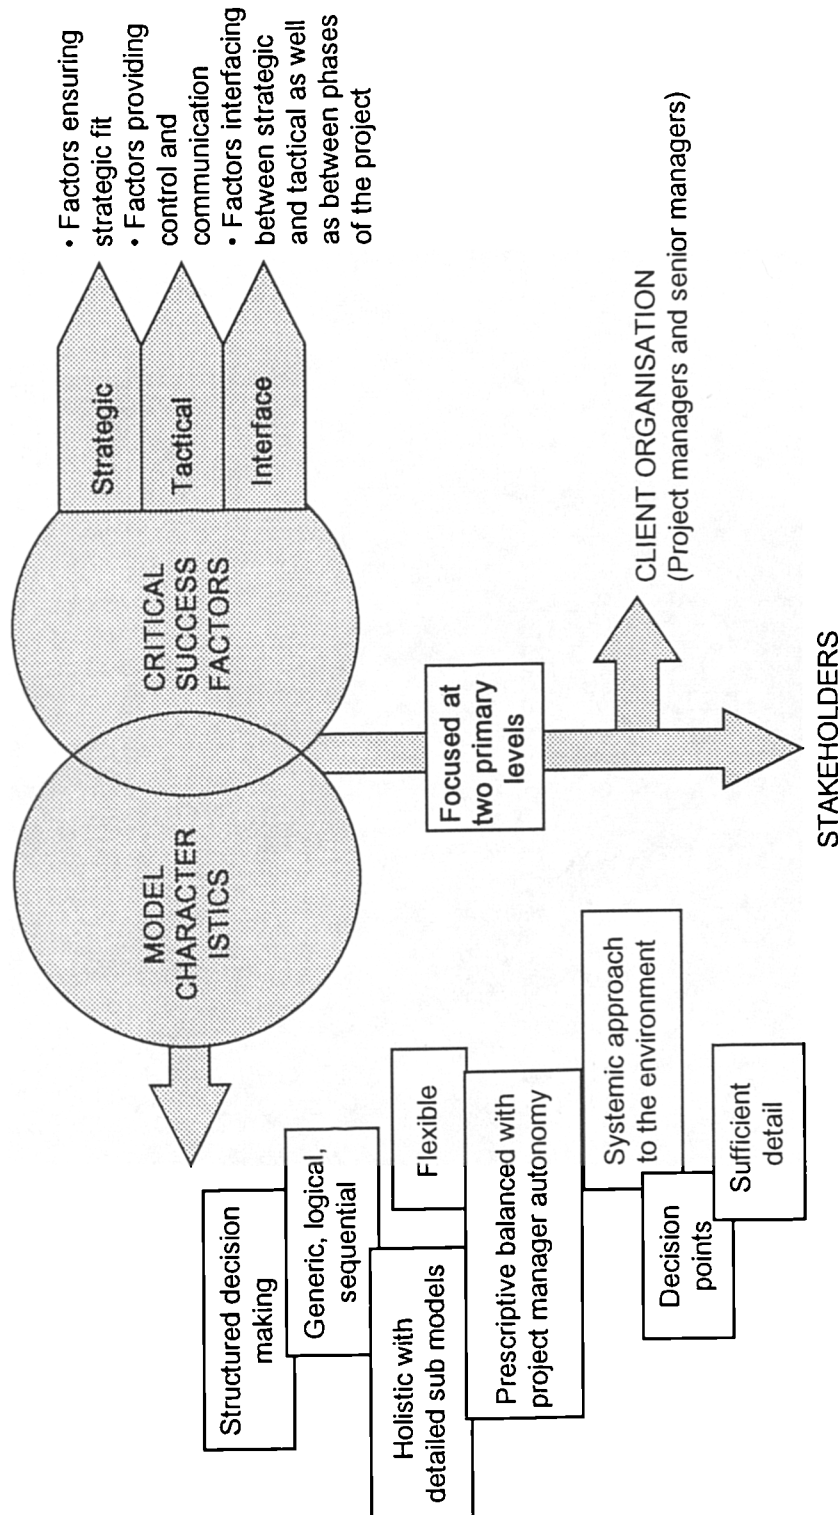 MODEL
CHARACTER
ISTICS
CRITICAL
SUCCESS
FACTORS
Strategic
Tactical
Interface
• Factors ensuring
strategic fit
• Factors providing
control and
communication
• Factors interfacing
between strategic
and tactical as well
as between phases
of the project
Structured decision
making
Generic, logical,
sequential
Holistic with
detailed sub models
Flexible
Prescriptive balanced with
project manager autonomy
Systemic approach
to the environment
Decision
points
Sufficient
detail
Focused at
two primary
levels
CLIENT ORGANISATION
(Project managers and senior managers)
STAKEHOLDERS